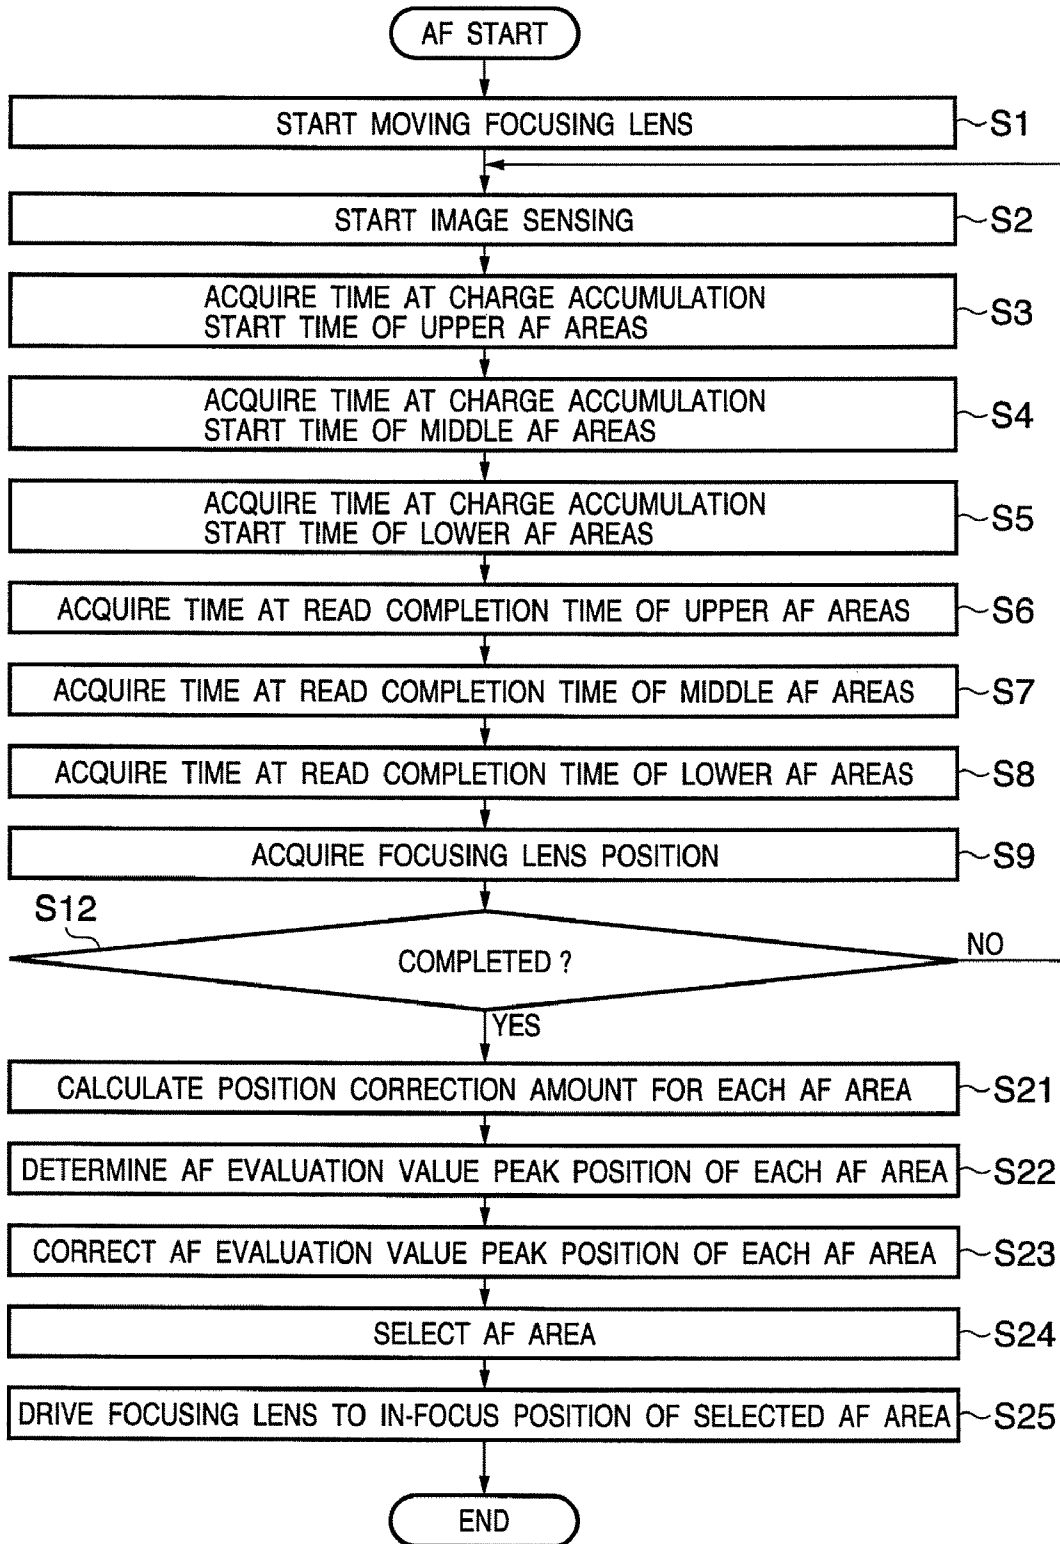 AF START
START MOVING FOCUSING LENS
S1
START IMAGE SENSING
S2
ACQUIRE TIME AT CHARGE ACCUMULATION
START TIME OF UPPER AF AREAS
S3
ACQUIRE TIME AT CHARGE ACCUMULATION
START TIME OF MIDDLE AF AREAS
S4
ACQUIRE TIME AT CHARGE ACCUMULATION
START TIME OF LOWER AF AREAS
S5
ACQUIRE TIME AT READ COMPLETION TIME OF UPPER AF AREAS
S6
ACQUIRE TIME AT READ COMPLETION TIME OF MIDDLE AF AREAS
S7
ACQUIRE TIME AT READ COMPLETION TIME OF LOWER AF AREAS
S8
ACQUIRE FOCUSING LENS POSITION
S9
S12
COMPLETED ?
NO
YES
CALCULATE POSITION CORRECTION AMOUNT FOR EACH AF AREA
S21
DETERMINE AF EVALUATION VALUE PEAK POSITION OF EACH AF AREA
S22
CORRECT AF EVALUATION VALUE PEAK POSITION OF EACH AF AREA
S23
SELECT AF AREA
S24
DRIVE FOCUSING LENS TO IN-FOCUS POSITION OF SELECTED AF AREA
S25
END